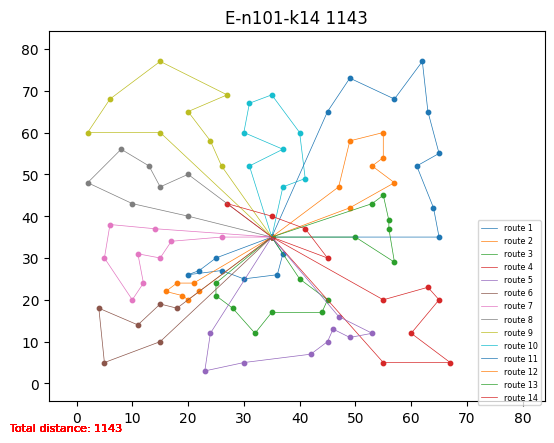 E-n101-k14 1143
80
70
60
50
40
30
20
10
0
route 1
route 2
route 3
route 4
route 5
route 6
route 7
route 8
route 9
route 10
route 11
route 12
route 13
route 14
0 10 20 30 40 50 60 70 80
Total distance: 1143